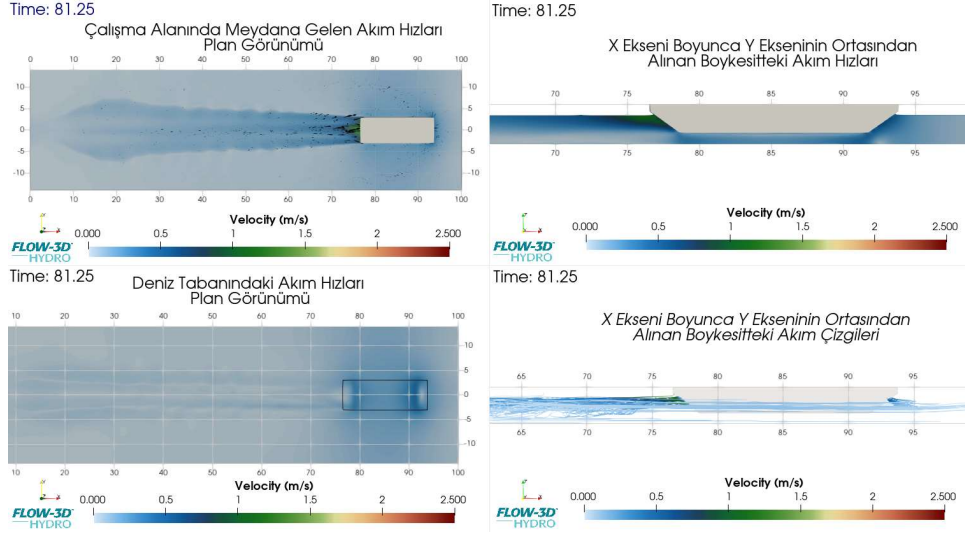 Time: 81.25
Çalışma Alanında Meydana Gelen Akım Hızları
Plan Görünümü
0 10 20 30 40 50 60 70 80 90 100
10 10
5 5
0 0
-5 -5
-10 -10
0 10 20 30 40 50 60 70 80 90 100
Velocity (m/s)
0.000 0.5 1 1.5 2 2.500
FLOW-3D
HYDRO
Time: 81.25
X Ekseni Boyunca Y Ekseninin Ortasından
Alınan Boykesitteki Akım Hızları
70 75 80 85 90 95
70 75 80 85 90 95
Velocity (m/s)
0.000 0.5 1 1.5 2 2.500
FLOW-3D
HYDRO
Time: 81.25
Deniz Tabanındaki Akım Hızları
Plan Görünümü
10 20 30 40 50 60 70 80 90 100
10
5
0
-5
-10
10 20 30 40 50 60 70 80 90 100
Velocity (m/s)
0.000 0.5 1 1.5 2 2.500
FLOW-3D
HYDRO
Time: 81.25
X Ekseni Boyunca Y Ekseninin Ortasından
Alınan Boykesitteki Akım Çizgileri
65 70 75 80 85 90 95
65 70 75 80 85 90 95
Velocity (m/s)
0.000 0.5 1 1.5 2 2.500
FLOW-3D
HYDRO